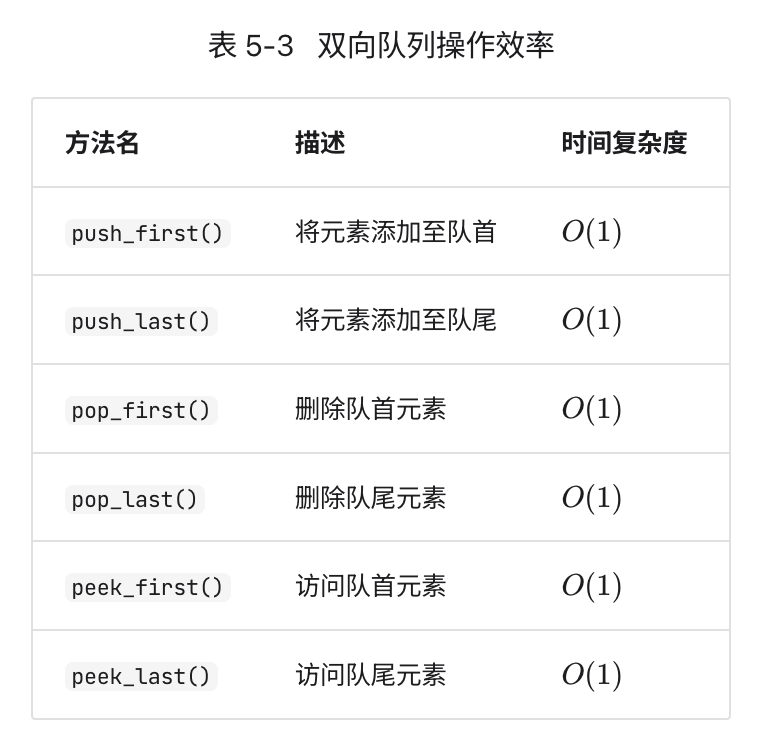 表 5-3 双向队列操作效率
方法名 描述 时间复杂度
push_first() 将元素添加至队首 O(1)
push_last() 将元素添加至队尾 O(1)
pop_first() 删除队首元素 O(1)
pop_last() 删除队尾元素 O(1)
peek_first() 访问队首元素 O(1)
peek_last() 访问队尾元素 O(1)